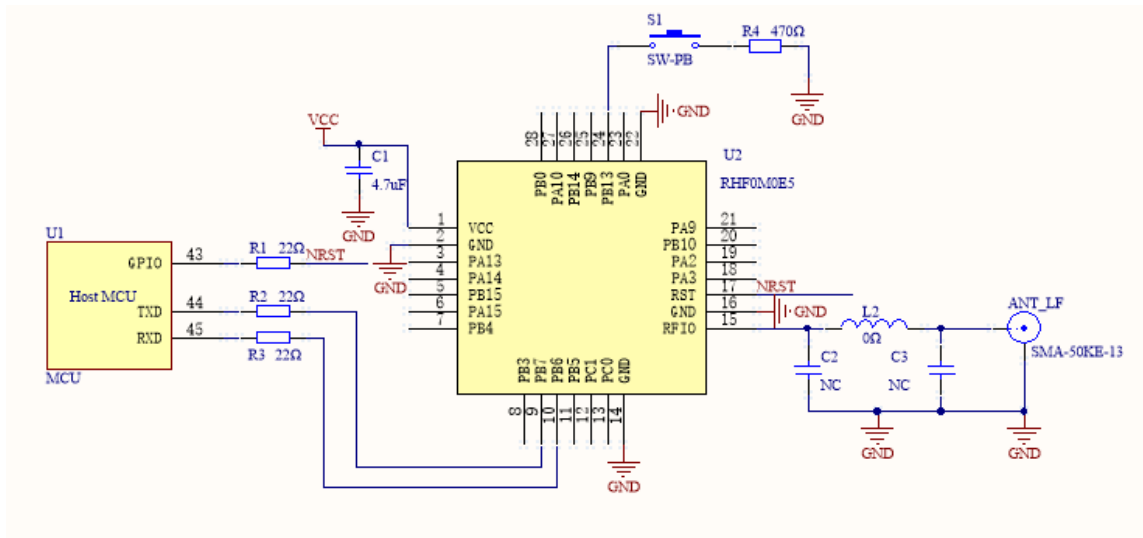 S1
SW-PB
R4 470Ω
GND
GND
VCC
C1
4.7uF
GND
28
27
26
25
24
23
22
PB0
PA10
PB14
PB9
PB13
PA0
GND
U2
RHF0M0E5
U1
GPIO 43
Host MCU
TXD 44
RXD 45
MCU
R1 22Ω
NRST
R2 22Ω
R3 22Ω
GND
1 VCC
2 GND
3 PA13
4 PA14
5 PB15
6 PA15
7 PB4
PA9 21
PB10 20
PA2 19
PA3 18
RST 17
GND 16
RFIO 15
NRST
GND
L2
0Ω
ANT_LF
SMA-50KE-13
C2
NC
C3
NC
PB3
PB7
PB6
PB5
PC1
PC0
GND
8
9
10
11
12
13
14
GND
GND
GND